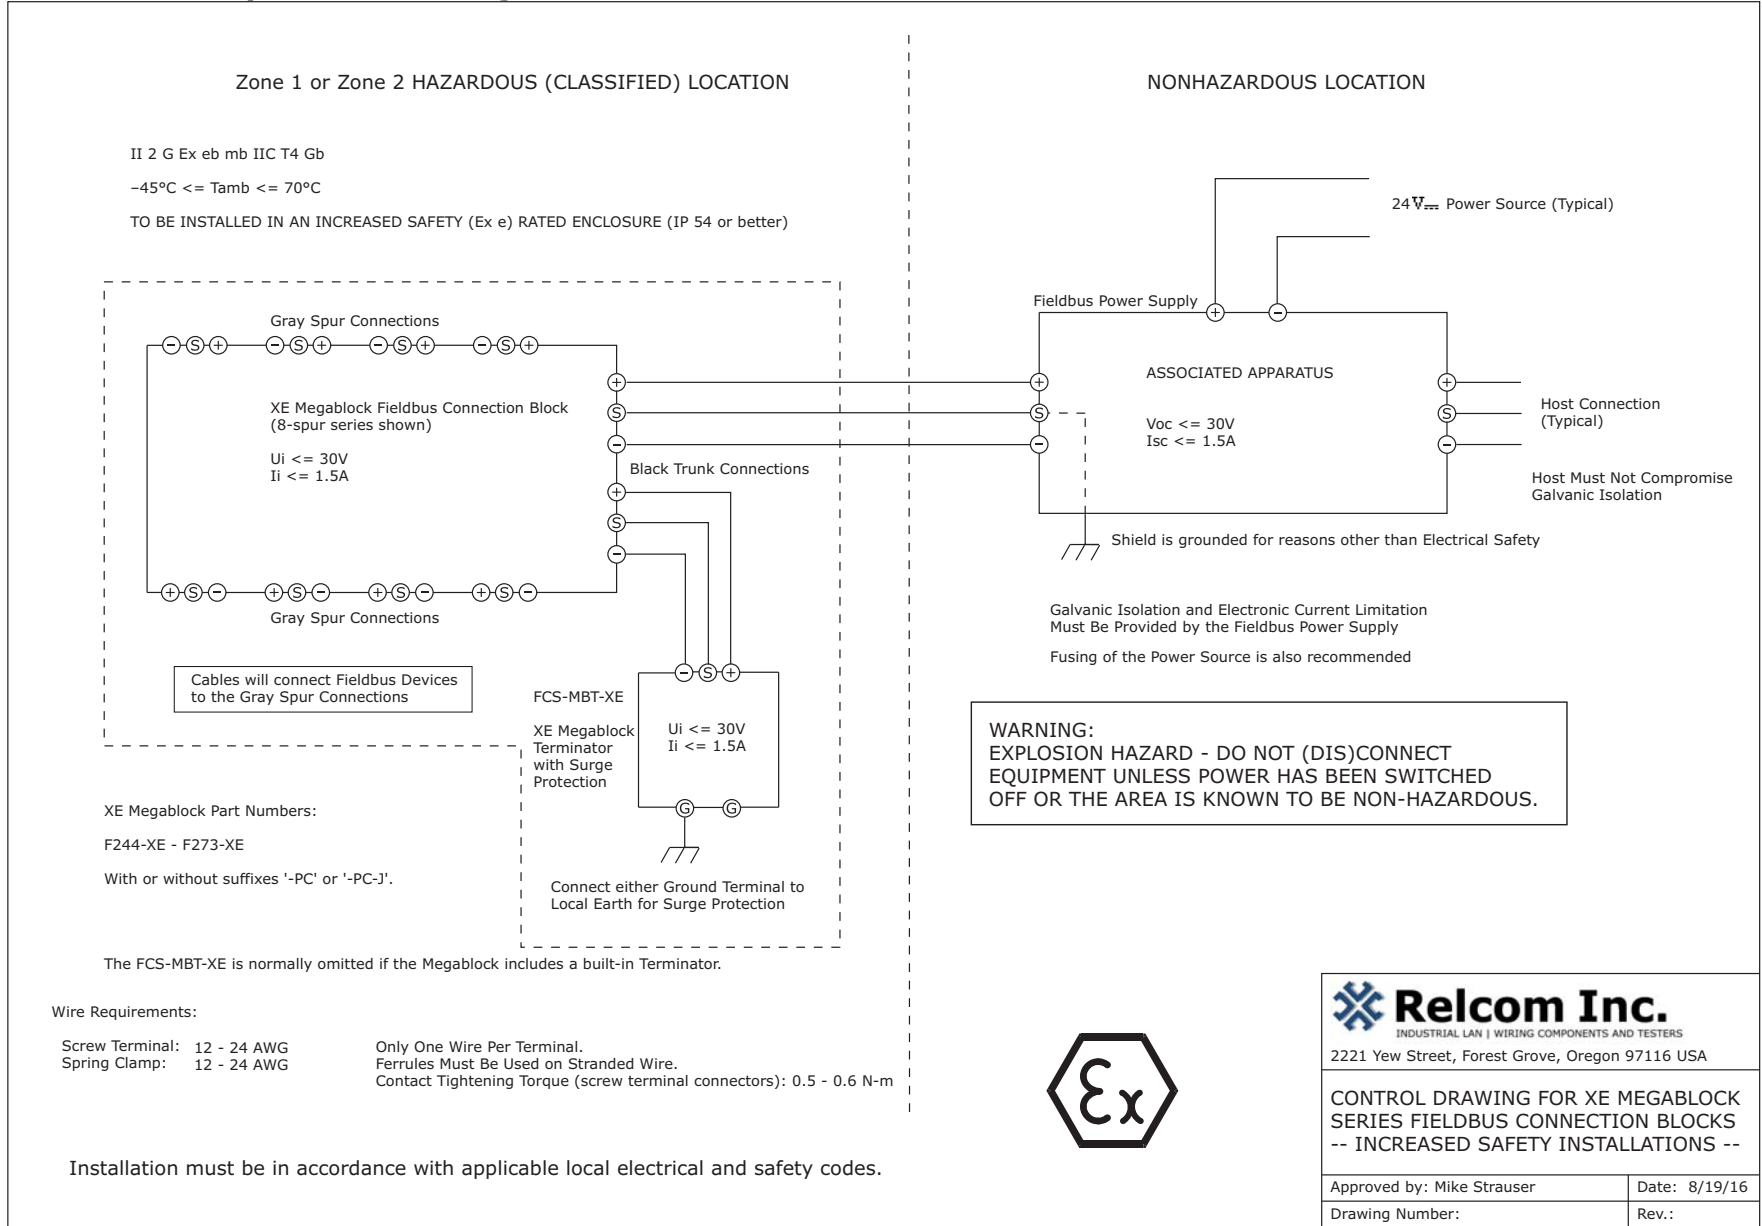 Zone 1 or Zone 2 HAZARDOUS (CLASSIFIED) LOCATION
NONHAZARDOUS LOCATION
II 2 G Ex eb mb IIC T4 Gb
–45°C <= Tamb <= 70°C
TO BE INSTALLED IN AN INCREASED SAFETY (Ex e) RATED ENCLOSURE (IP 54 or better)
Gray Spur Connections
- S + - S + - S + - S +
XE Megablock Fieldbus Connection Block
(8-spur series shown)
Ui <= 30V
Ii <= 1.5A
+
S
-
Black Trunk Connections
+
S
-
+ S - + S - + S - + S -
Gray Spur Connections
Cables will connect Fieldbus Devices
to the Gray Spur Connections
FCS-MBT-XE
XE Megablock
Terminator
with Surge
Protection
- S +
Ui <= 30V
Ii <= 1.5A
G G
Connect either Ground Terminal to
Local Earth for Surge Protection
XE Megablock Part Numbers:
F244-XE - F273-XE
With or without suffixes '-PC' or '-PC-J'.
The FCS-MBT-XE is normally omitted if the Megablock includes a built-in Terminator.
Wire Requirements:
Screw Terminal: 12 - 24 AWG
Spring Clamp: 12 - 24 AWG
Only One Wire Per Terminal.
Ferrules Must Be Used on Stranded Wire.
Contact Tightening Torque (screw terminal connectors): 0.5 - 0.6 N-m
Installation must be in accordance with applicable local electrical and safety codes.
24V⎓ Power Source (Typical)
Fieldbus Power Supply
+ -
ASSOCIATED APPARATUS
Voc <= 30V
Isc <= 1.5A
+
S
-
+
S
-
Host Connection
(Typical)
Host Must Not Compromise
Galvanic Isolation
Shield is grounded for reasons other than Electrical Safety
Galvanic Isolation and Electronic Current Limitation
Must Be Provided by the Fieldbus Power Supply
Fusing of the Power Source is also recommended
WARNING:
EXPLOSION HAZARD - DO NOT (DIS)CONNECT
EQUIPMENT UNLESS POWER HAS BEEN SWITCHED
OFF OR THE AREA IS KNOWN TO BE NON-HAZARDOUS.
Ex
Relcom Inc.
INDUSTRIAL LAN | WIRING COMPONENTS AND TESTERS
2221 Yew Street, Forest Grove, Oregon 97116 USA
CONTROL DRAWING FOR XE MEGABLOCK
SERIES FIELDBUS CONNECTION BLOCKS
-- INCREASED SAFETY INSTALLATIONS --
Approved by: Mike Strauser
Date: 8/19/16
Drawing Number:
Rev.: